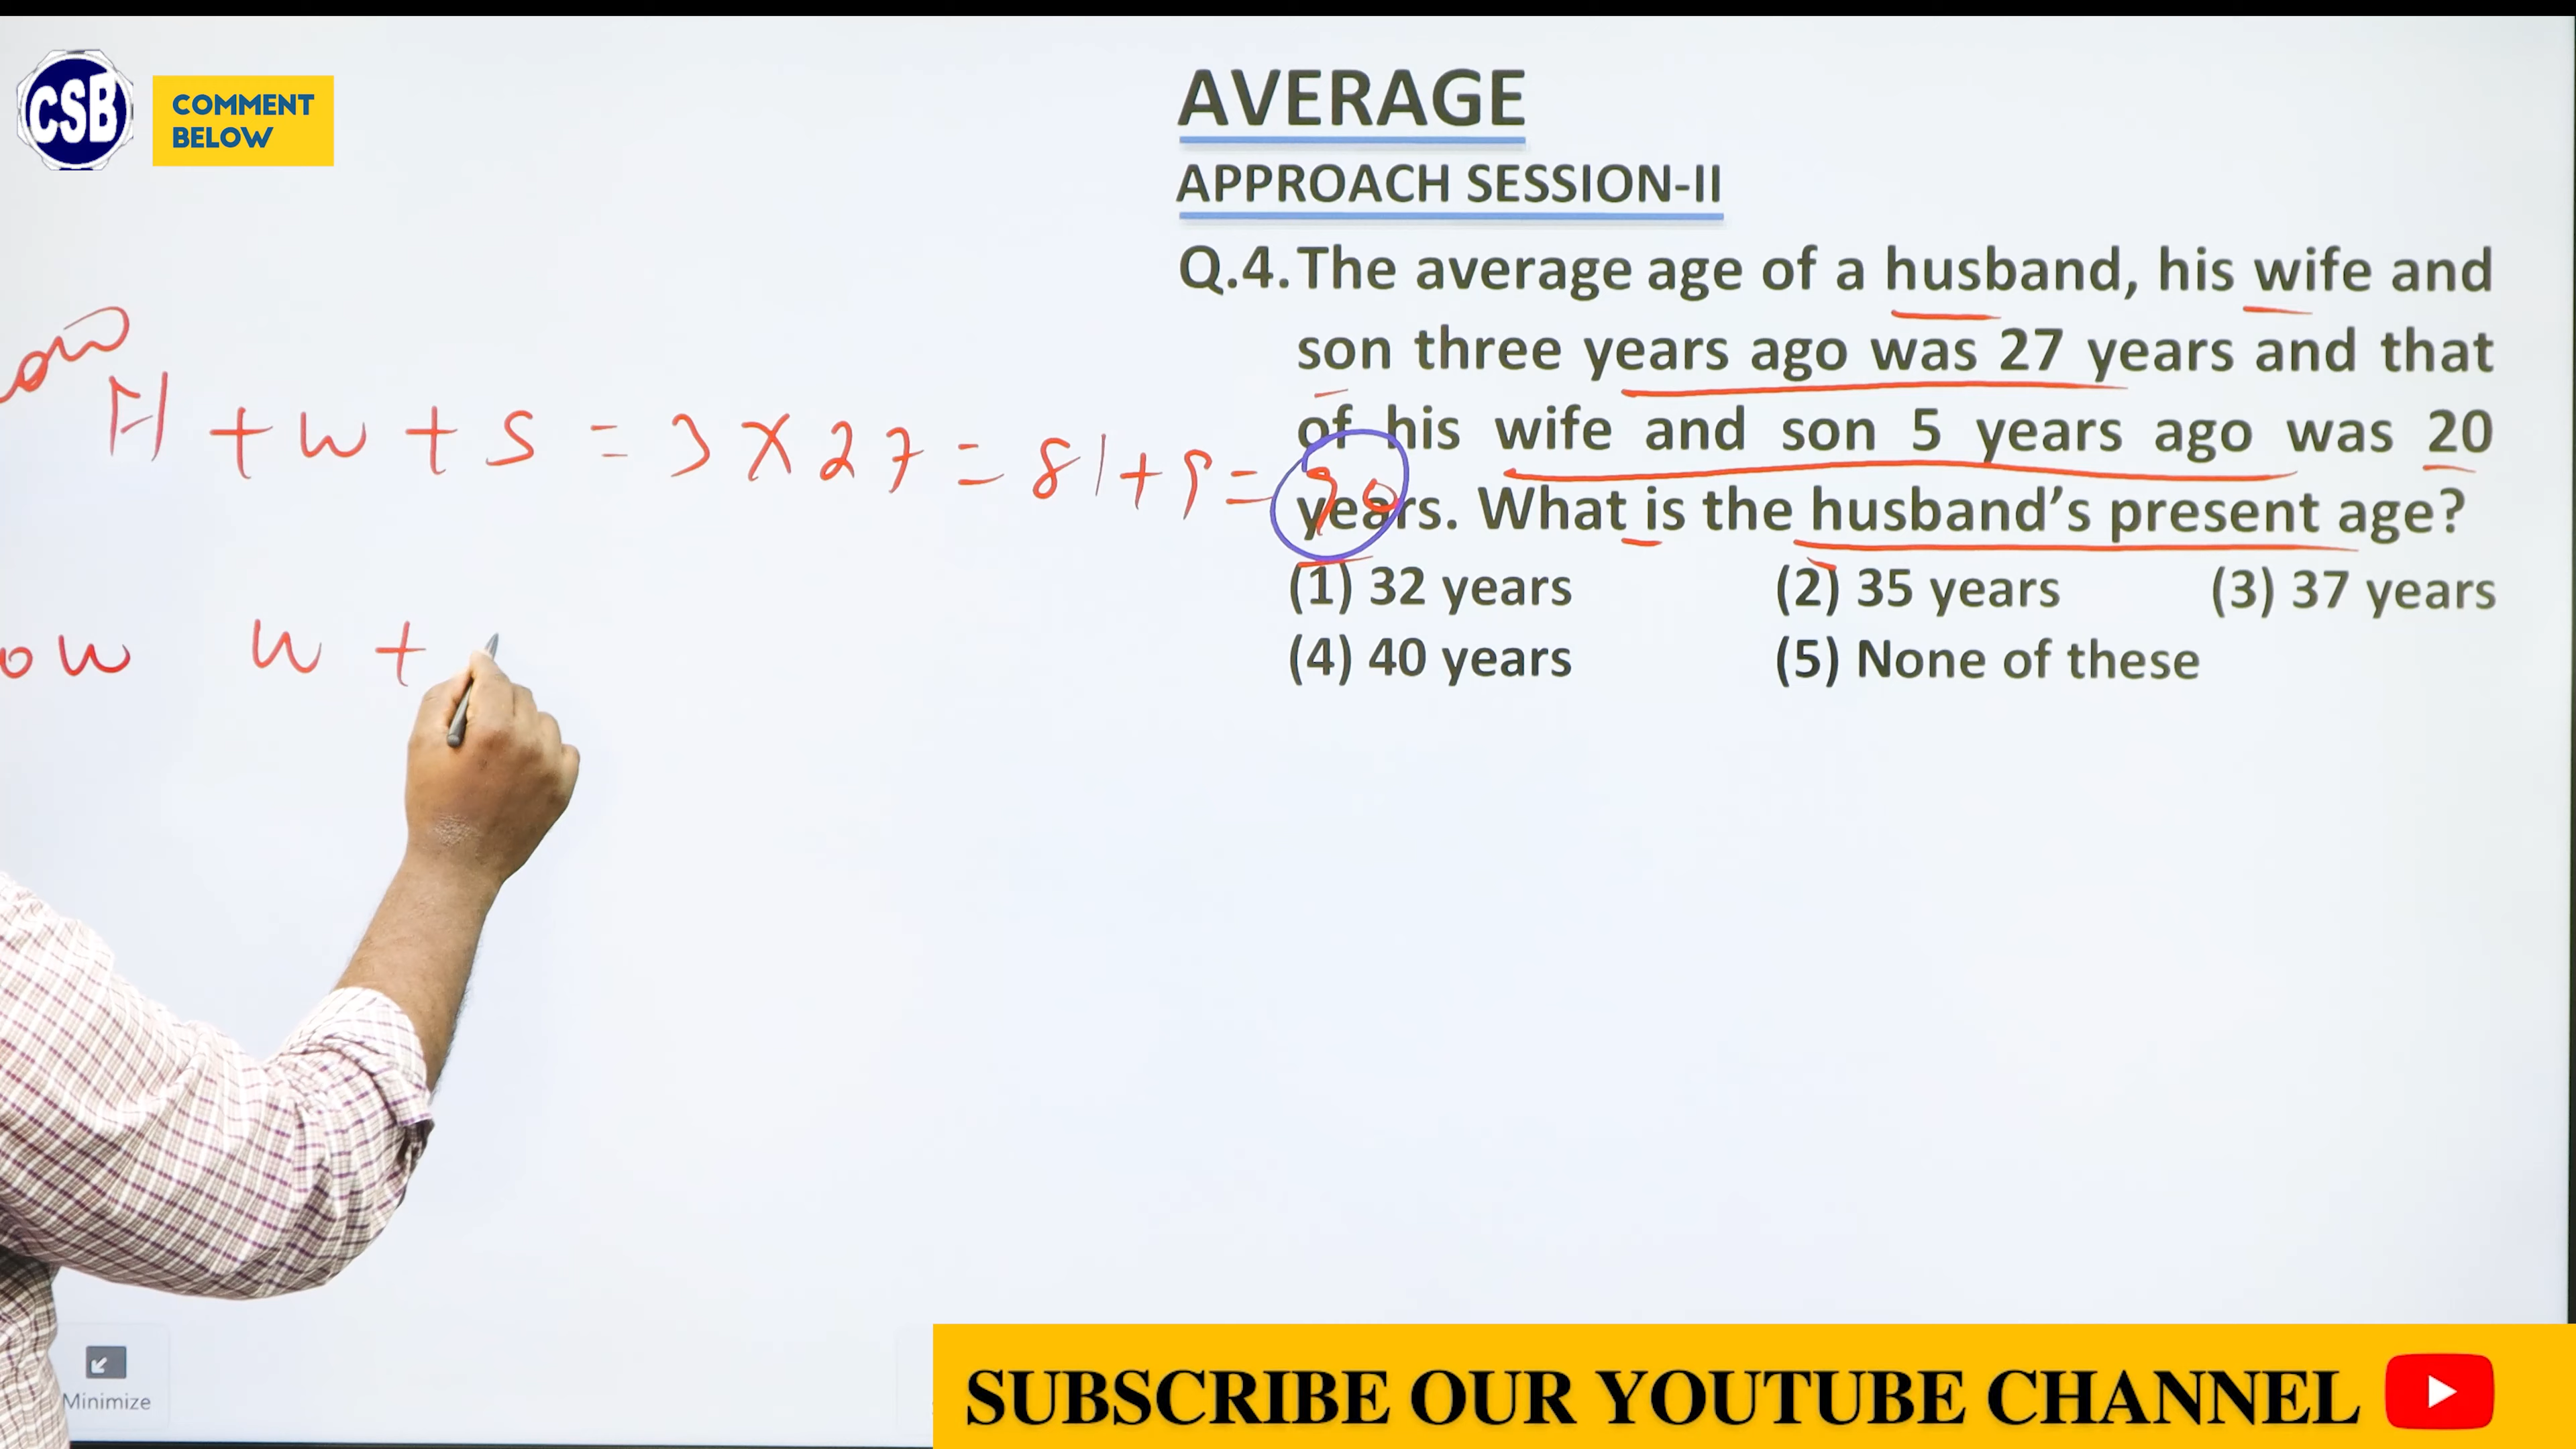 CSB
COMMENT
BELOW
AVERAGE
APPROACH SESSION-II
Q.4. The average age of a husband, his wife and
son three years ago was 27 years and that
of his wife and son 5 years ago was 20
years. What is the husband's present age?
(1) 32 years (2) 35 years (3) 37 years
(4) 40 years (5) None of these
H + W + S = 3 X 27 = 81 + 9 = 90
ow W +
Minimize
SUBSCRIBE OUR YOUTUBE CHANNEL